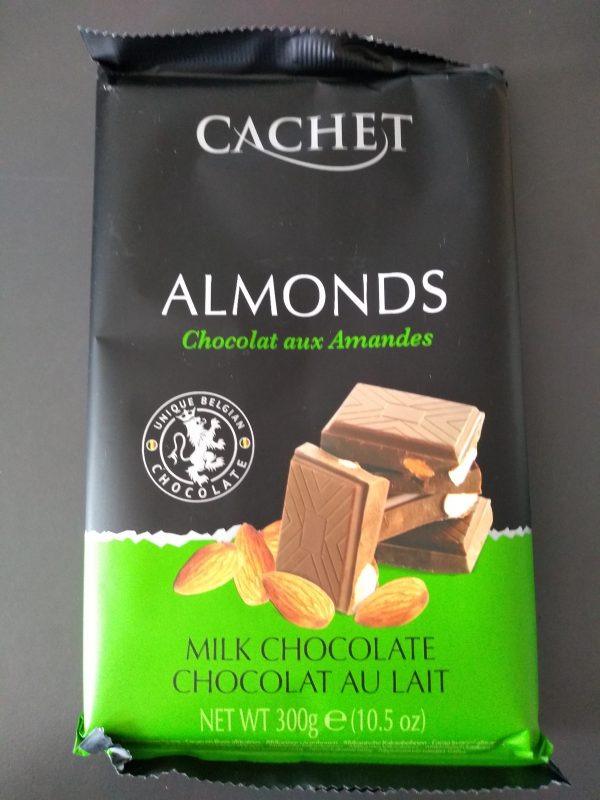 CACHET
ALMONDS
Chocolat aux Amandes
UNIQUE BELGIAN
CHOCOLATE
MILK CHOCOLATE
CHOCOLAT AU LAIT
NET WT 300g ℮ (10.5 oz)